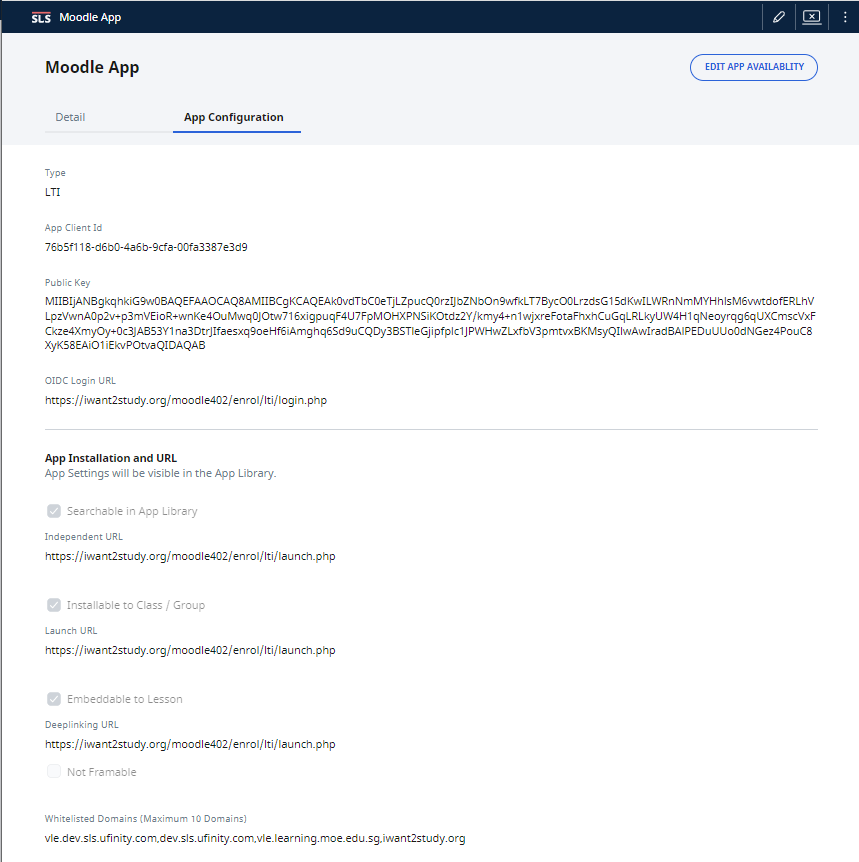 SLS Moodle App
Moodle App
EDIT APP AVAILABLITY
Detail
App Configuration
Type
LTI
App Client Id
76b5f118-d6b0-4a6b-9cfa-00fa3387e3d9
Public Key
MIIBIjANBgkqhkiG9w0BAQEFAAOCAQ8AMIIBCgKCAQEAk0vdTbC0eTjLZpucQ0rzIJbZNbOn9wfkLT7BycO0LrzdsG15dKwILWRnNmMYHhlsM6vwtdofERLhV
LpzVwnA0p2v+p3mVEioR+wnKe4OuMwq0JOtw716xigpuqF4U7FpMOHXPNSiKOtdz2Y/kmy4+n1wjxreFotaFhxhCuGqLRLkyUW4H1qNeoyrqg6qUXCmscVxF
Ckze4XmyOy+0c3JAB53Y1na3DtrJIfaesxq9oeHf6iAmghq6Sd9uCQDy3BSTleGjipfplc1JPWHwZLxfbV3pmtvxBKMsyQIlwAwIradBAlPEDuUUo0dNGez4PouC8
XyK58EAiO1iEkvPOtvaQIDAQAB
OIDC Login URL
https://iwant2study.org/moodle402/enrol/lti/login.php
App Installation and URL
App Settings will be visible in the App Library.
Searchable in App Library
Independent URL
https://iwant2study.org/moodle402/enrol/lti/launch.php
Installable to Class / Group
Launch URL
https://iwant2study.org/moodle402/enrol/lti/launch.php
Embeddable to Lesson
Deeplinking URL
https://iwant2study.org/moodle402/enrol/lti/launch.php
Not Framable
Whitelisted Domains (Maximum 10 Domains)
vle.dev.sls.ufinity.com,dev.sls.ufinity.com,vle.learning.moe.edu.sg,iwant2study.org